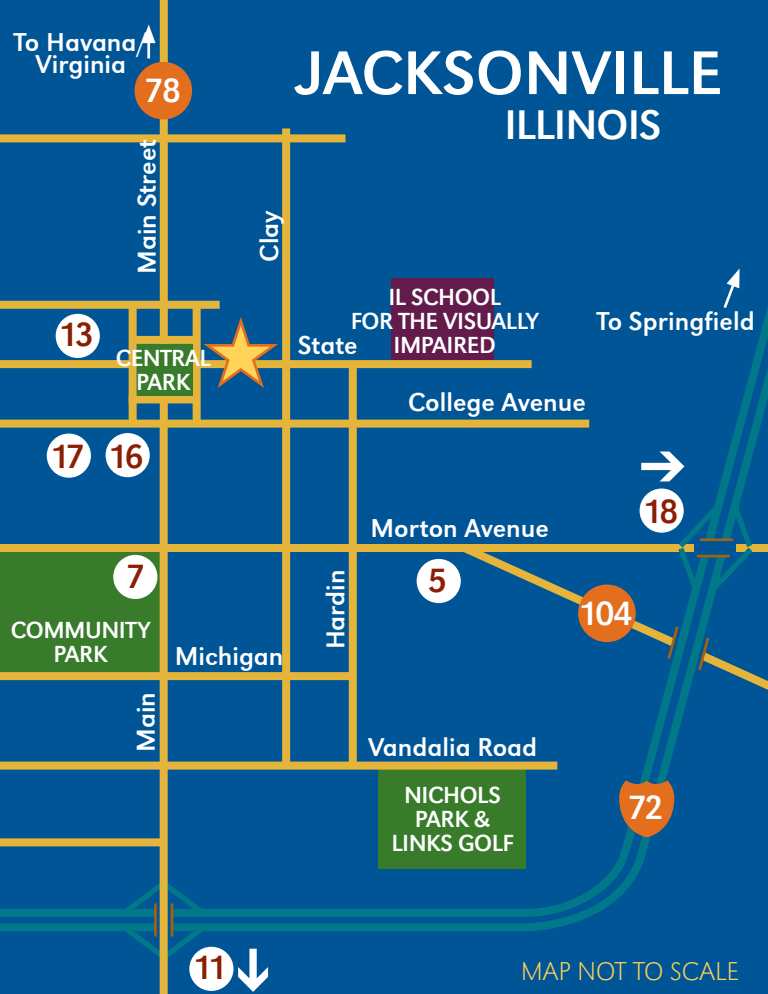 To Havana/
Virginia
78
JACKSONVILLE
ILLINOIS
Main Street
Clay
13
CENTRAL
PARK
State
IL SCHOOL
FOR THE VISUALLY
IMPAIRED
To Springfield
College Avenue
17
16
18
Morton Avenue
7
5
104
COMMUNITY
PARK
Michigan
Hardin
Main
Vandalia Road
NICHOLS
PARK &
LINKS GOLF
72
11
MAP NOT TO SCALE